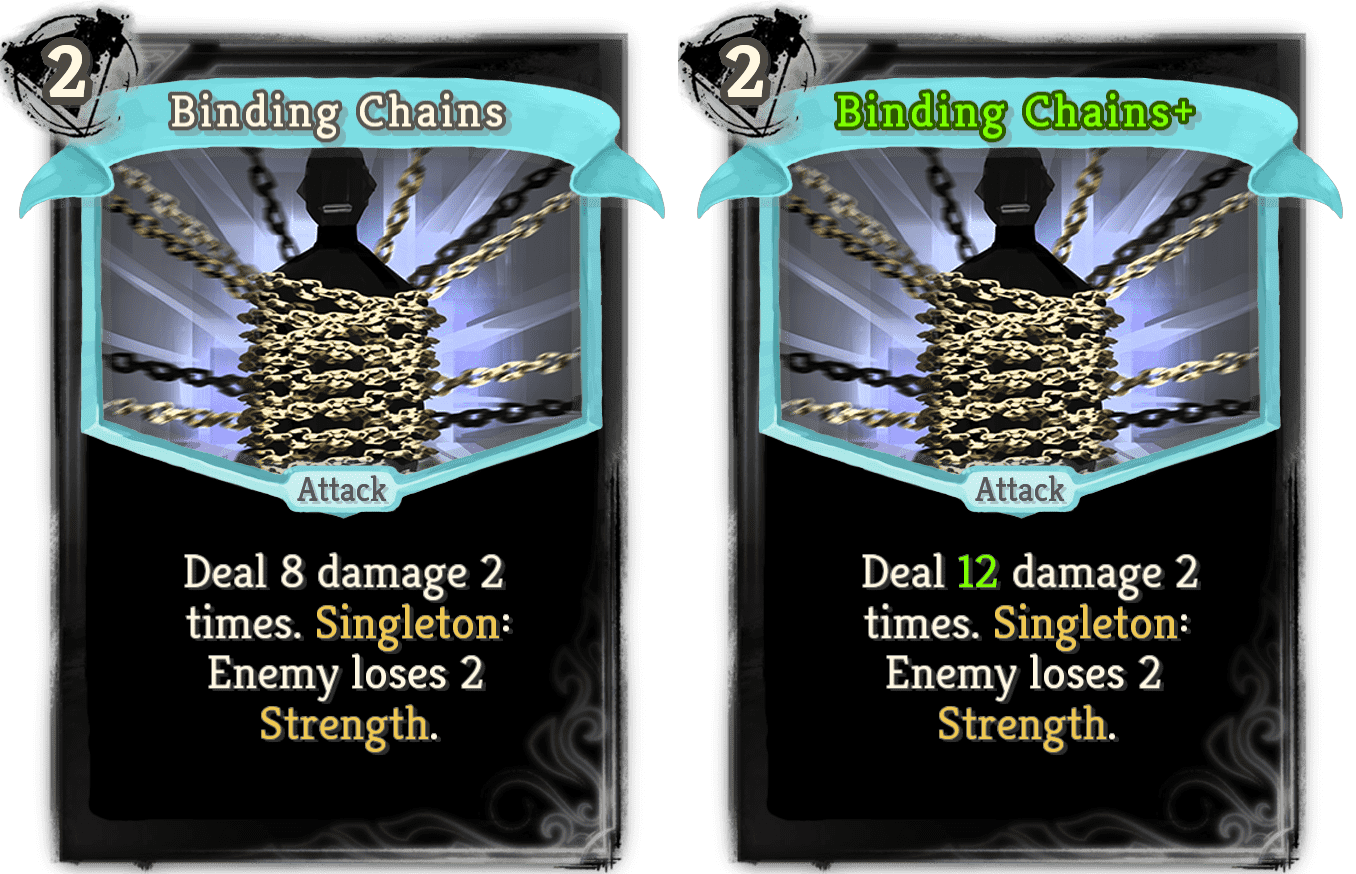 2
Binding Chains
Attack
Deal 8 damage 2
times. Singleton:
Enemy loses 2
Strength.
2
Binding Chains+
Attack
Deal 12 damage 2
times. Singleton:
Enemy loses 2
Strength.